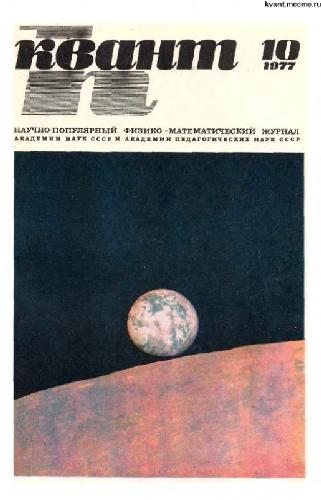 kvant.mccme.ru
квант 10
1977
НАУЧНО-ПОПУЛЯРНЫЙ ФИЗИКО-МАТЕМАТИЧЕСКИЙ ЖУРНАЛ
АКАДЕМИИ НАУК СССР И АКАДЕМИИ ПЕДАГОГИЧЕСКИХ НАУК СССР